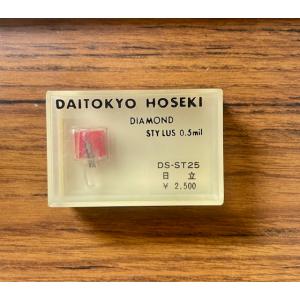 DAITOKYO HOSEKI
DIAMOND
STYLUS 0.5mil
DS-ST25
日 立
¥ 2,500